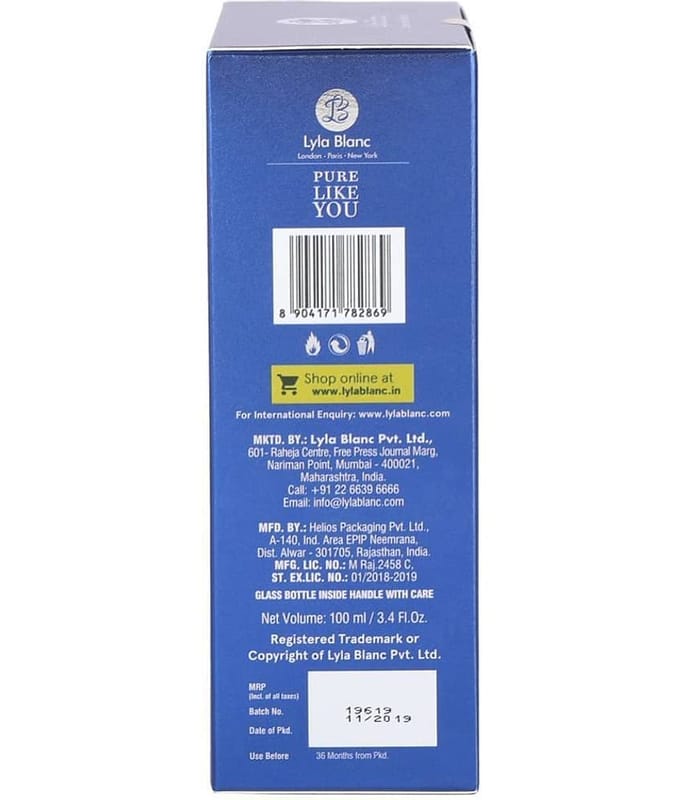 LB
Lyla Blanc
London · Paris · New York
PURE
LIKE
YOU
8 904171 782869
Shop online at
www.lylablanc.in
For International Enquiry: www.lylablanc.com
MKTD. BY.: Lyla Blanc Pvt. Ltd.,
601- Raheja Centre, Free Press Journal Marg,
Nariman Point, Mumbai - 400021,
Maharashtra, India.
Call: +91 22 6639 6666
Email: info@lylablanc.com
MFD. BY.: Helios Packaging Pvt. Ltd.,
A-140, Ind. Area EPIP Neemrana,
Dist. Alwar - 301705, Rajasthan, India.
MFG. LIC. NO.: M Raj.2458 C,
ST. EX.LIC. NO.: 01/2018-2019
GLASS BOTTLE INSIDE HANDLE WITH CARE
Net Volume: 100 ml / 3.4 Fl.Oz.
Registered Trademark or
Copyright of Lyla Blanc Pvt. Ltd.
MRP
(Incl. of all taxes)
Batch No. 19619
Date of Pkd. 11/2019
Use Before 36 Months from Pkd.